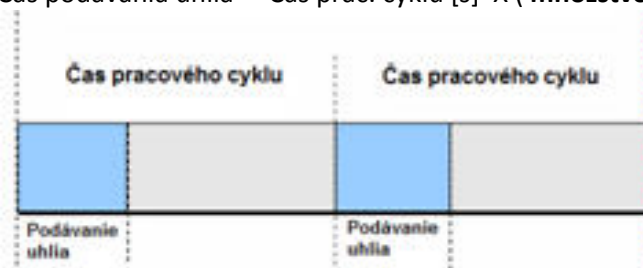 Čas pracového cyklu Čas pracového cyklu
Podávanie Podávanie
uhlia uhlia